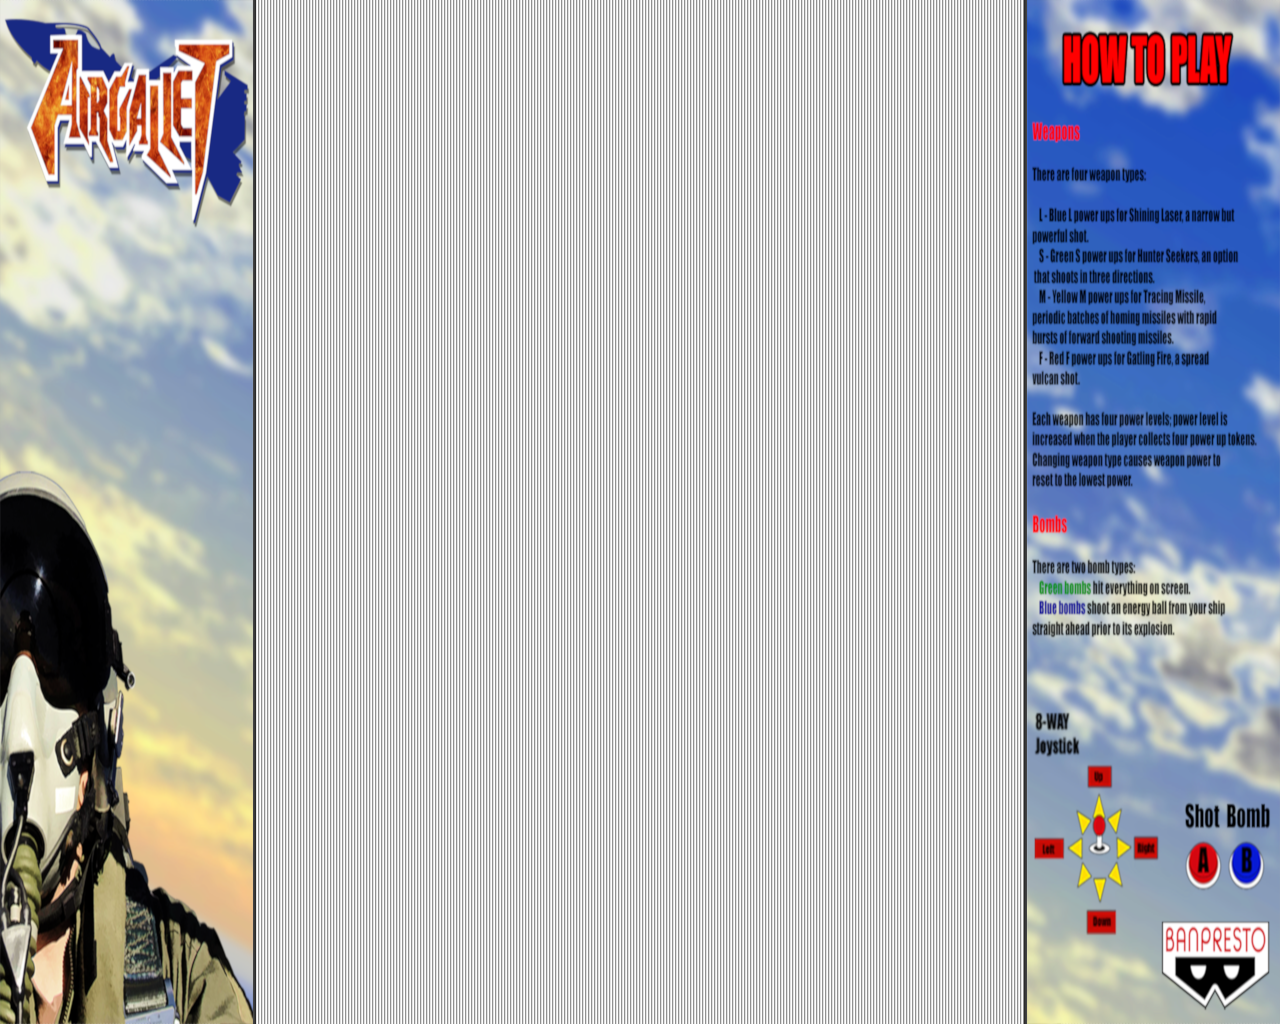 AIRGALLET
HOW TO PLAY
Weapons
There are four weapon types:
L - Blue L power ups for Shining Laser, a narrow but
powerful shot.
S - Green S power ups for Hunter Seekers, an option
that shoots in three directions.
M - Yellow M power ups for Tracing Missile,
periodic batches of homing missiles with rapid
bursts of forward shooting missiles.
F - Red F power ups for Gatling Fire, a spread
vulcan shot.
Each weapon has four power levels; power level is
increased when the player collects four power up tokens.
Changing weapon type causes weapon power to
reset to the lowest power.
Bombs
There are two bomb types:
Green bombs hit everything on screen.
Blue bombs shoot an energy ball from your ship
straight ahead prior to its explosion.
8-WAY
Joystick
Up
Left
Right
Down
Shot Bomb
A B
BANPRESTO